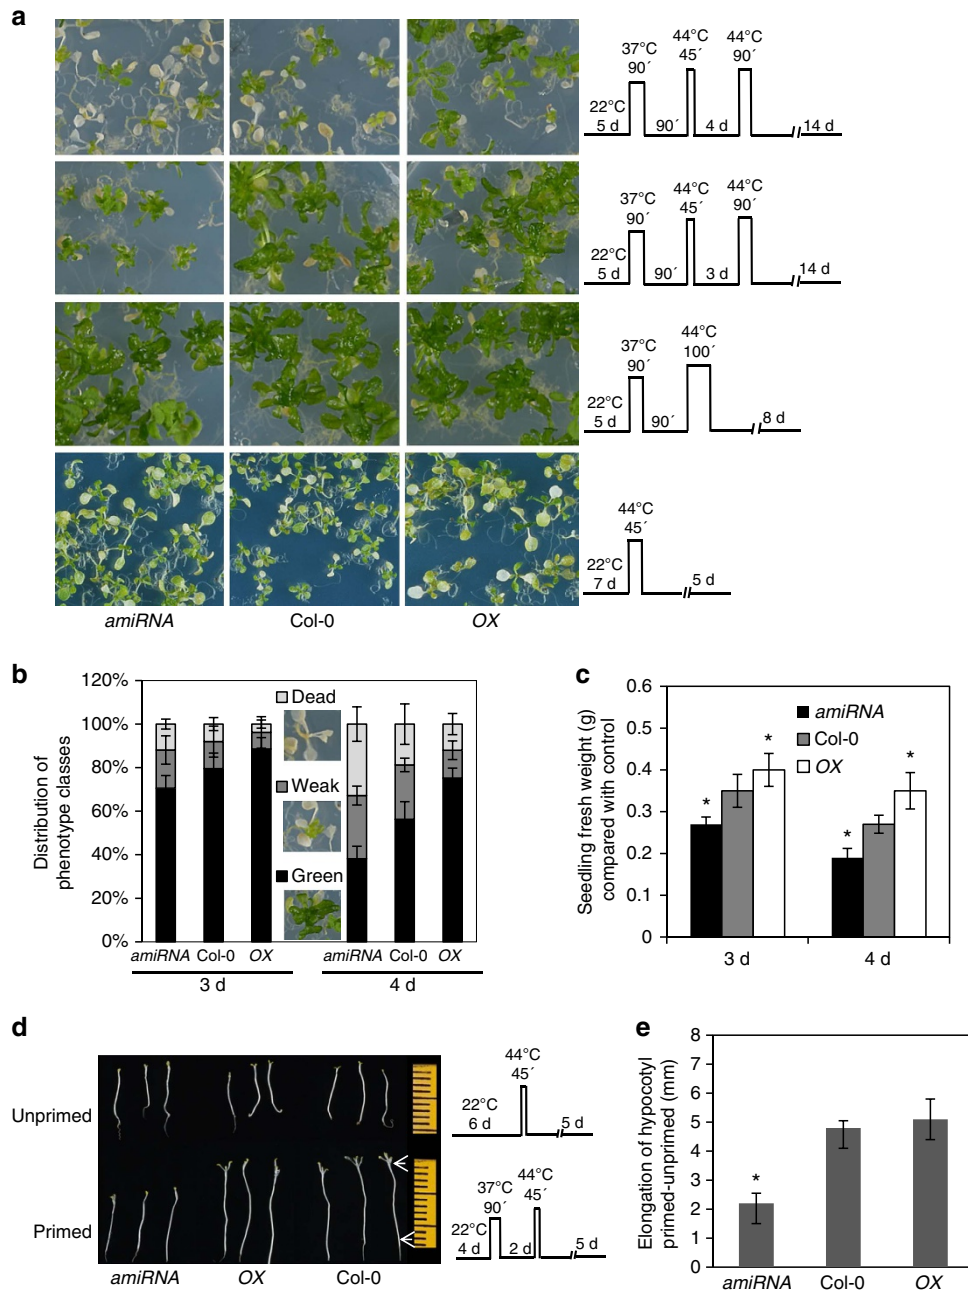 a
37°C
90´
44°C
45´
44°C
90´
22°C
5 d
90´
4 d
14 d
37°C
90´
44°C
45´
44°C
90´
22°C
5 d
90´
3 d
14 d
37°C
90´
44°C
100´
22°C
5 d
90´
8 d
44°C
45´
22°C
7 d
5 d
amiRNA
Col-0
OX
b
120%
100%
80%
60%
40%
20%
0%
Distribution of
phenotype classes
Dead
Weak
Green
amiRNA Col-0 OX
amiRNA Col-0 OX
3 d
4 d
c
0.6
0.5
0.4
0.3
0.2
0.1
0
Seedling fresh weight (g)
compared with control
amiRNA
Col-0
OX
*
*
*
*
3 d
4 d
d
Unprimed
Primed
44°C
45´
22°C
6 d
5 d
37°C
90´
44°C
45´
22°C
4 d
2 d
5 d
amiRNA
OX
Col-0
e
8
7
6
5
4
3
2
1
0
Elongation of hypocotyl
primed-unprimed (mm)
*
amiRNA
Col-0
OX